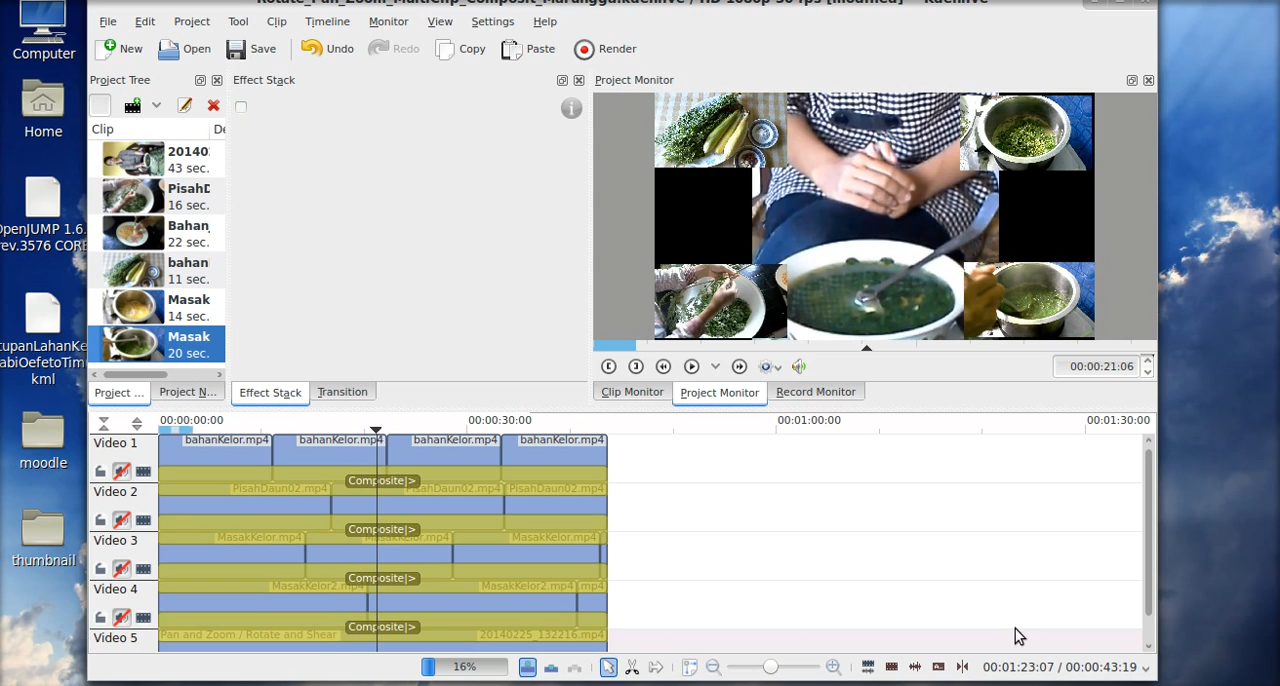 Rotate_Pan_Zoom_MultiClip_Composit_Marungga.kdenlive / HD 1080p 30 fps [modified] - Kdenlive
File Edit Project Tool Clip Timeline Monitor View Settings Help
New Open Save Undo Redo Copy Paste Render
Computer
Home
OpenJUMP 1.6.
rev.3576 CORE
tupanLahanKe
abiOefetoTim
kml
moodle
thumbnail
Project Tree
Effect Stack
Project Monitor
Clip De
20140
43 sec.
PisahD
16 sec.
Bahan
22 sec.
bahan
11 sec.
Masak
14 sec.
Masak
20 sec.
00:00:21:06
Project ... Project N...
Effect Stack Transition
Clip Monitor Project Monitor Record Monitor
00:00:00:00 00:00:30:00 00:01:00:00 00:01:30:00
Video 1 bahanKelor.mp4 bahanKelor.mp4 bahanKelor.mp4 bahanKelor.mp4
Composite|>
Video 2 PisahDaun02.mp4 PisahDaun02.mp4 PisahDaun02.mp4
Composite|>
Video 3 MasakKelor.mp4 MasakKelor.mp4 MasakKelor.mp4
Composite|>
Video 4 MasakKelor2.mp4 MasakKelor2.mp4 .mp4
Composite|>
Video 5 Pan and Zoom / Rotate and Shear 20140225_132216.mp4
16%
00:01:23:07 / 00:00:43:19